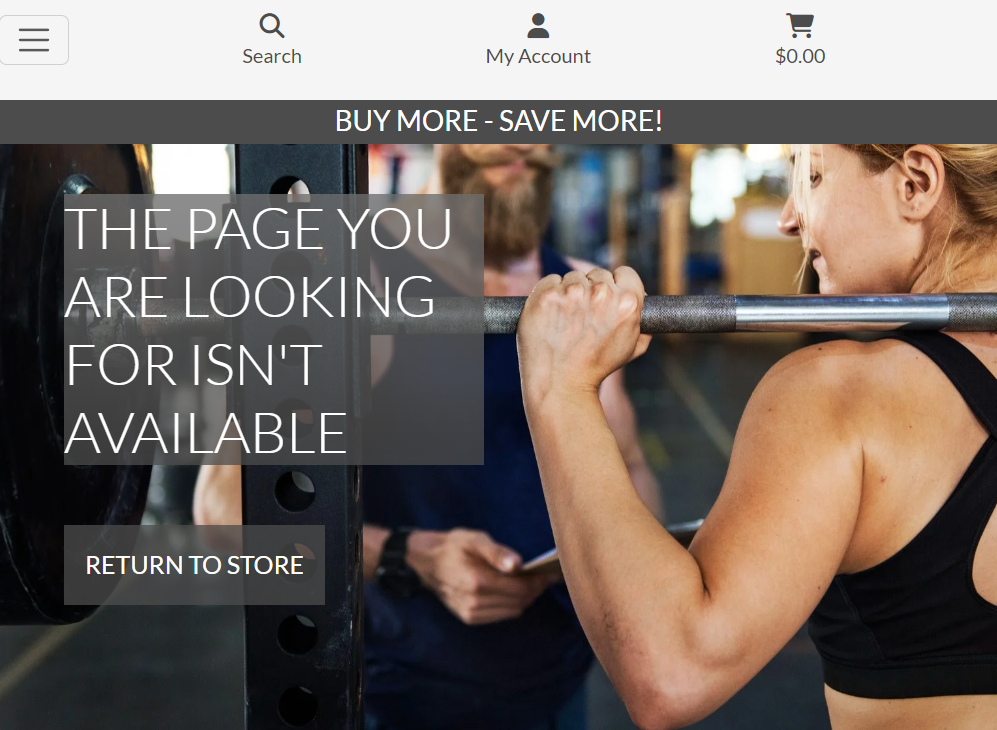 Search
My Account
$0.00
BUY MORE - SAVE MORE!
THE PAGE YOU
ARE LOOKING
FOR ISN'T
AVAILABLE
RETURN TO STORE